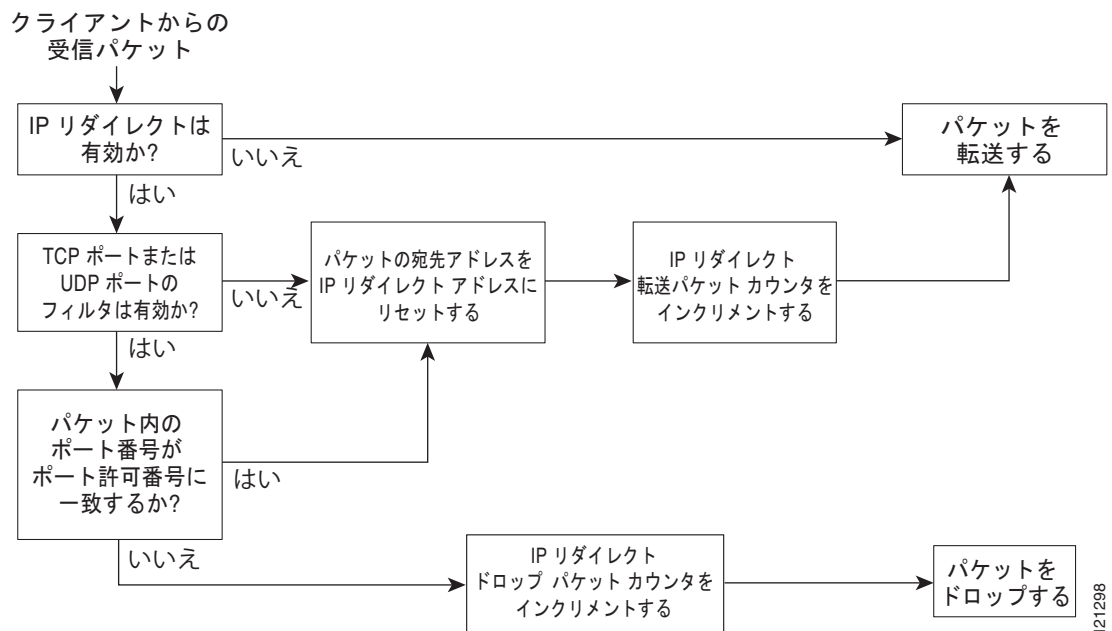 クライアントからの
受信パケット
IP リダイレクトは
有効か?
いいえ
パケットを
転送する
はい
TCP ポートまたは
UDP ポートの
フィルタは有効か?
いいえ
パケットの宛先アドレスを
IP リダイレクト アドレスに
リセットする
IP リダイレクト
転送パケット カウンタを
インクリメントする
はい
パケット内の
ポート番号が
ポート許可番号に
一致するか?
はい
いいえ
IP リダイレクト
ドロップ パケット カウンタを
インクリメントする
パケットを
ドロップする
121298